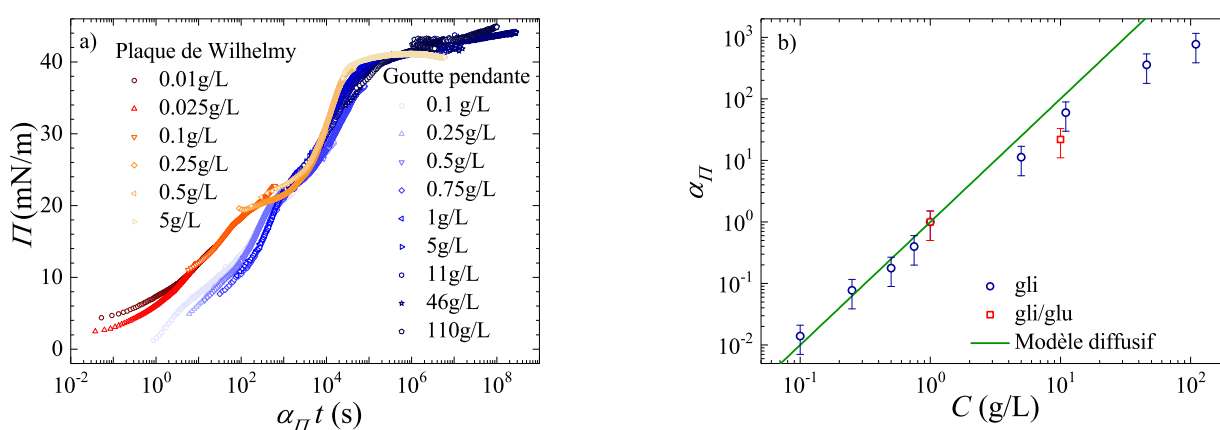 a)
Plaque de Wilhelmy
0.01g/L
0.025g/L
0.1g/L
0.25g/L
0.5g/L
5g/L
Goutte pendante
0.1 g/L
0.25g/L
0.5g/L
0.75g/L
1g/L
5g/L
11g/L
46g/L
110g/L
Π (mN/m)
40
30
20
10
0
10⁻² 10⁰ 10² 10⁴ 10⁶ 10⁸
α_Π t (s)
b)
α_Π
10³
10²
10¹
10⁰
10⁻¹
10⁻²
gli
gli/glu
Modèle diffusif
10⁻¹ 10⁰ 10¹ 10²
C (g/L)